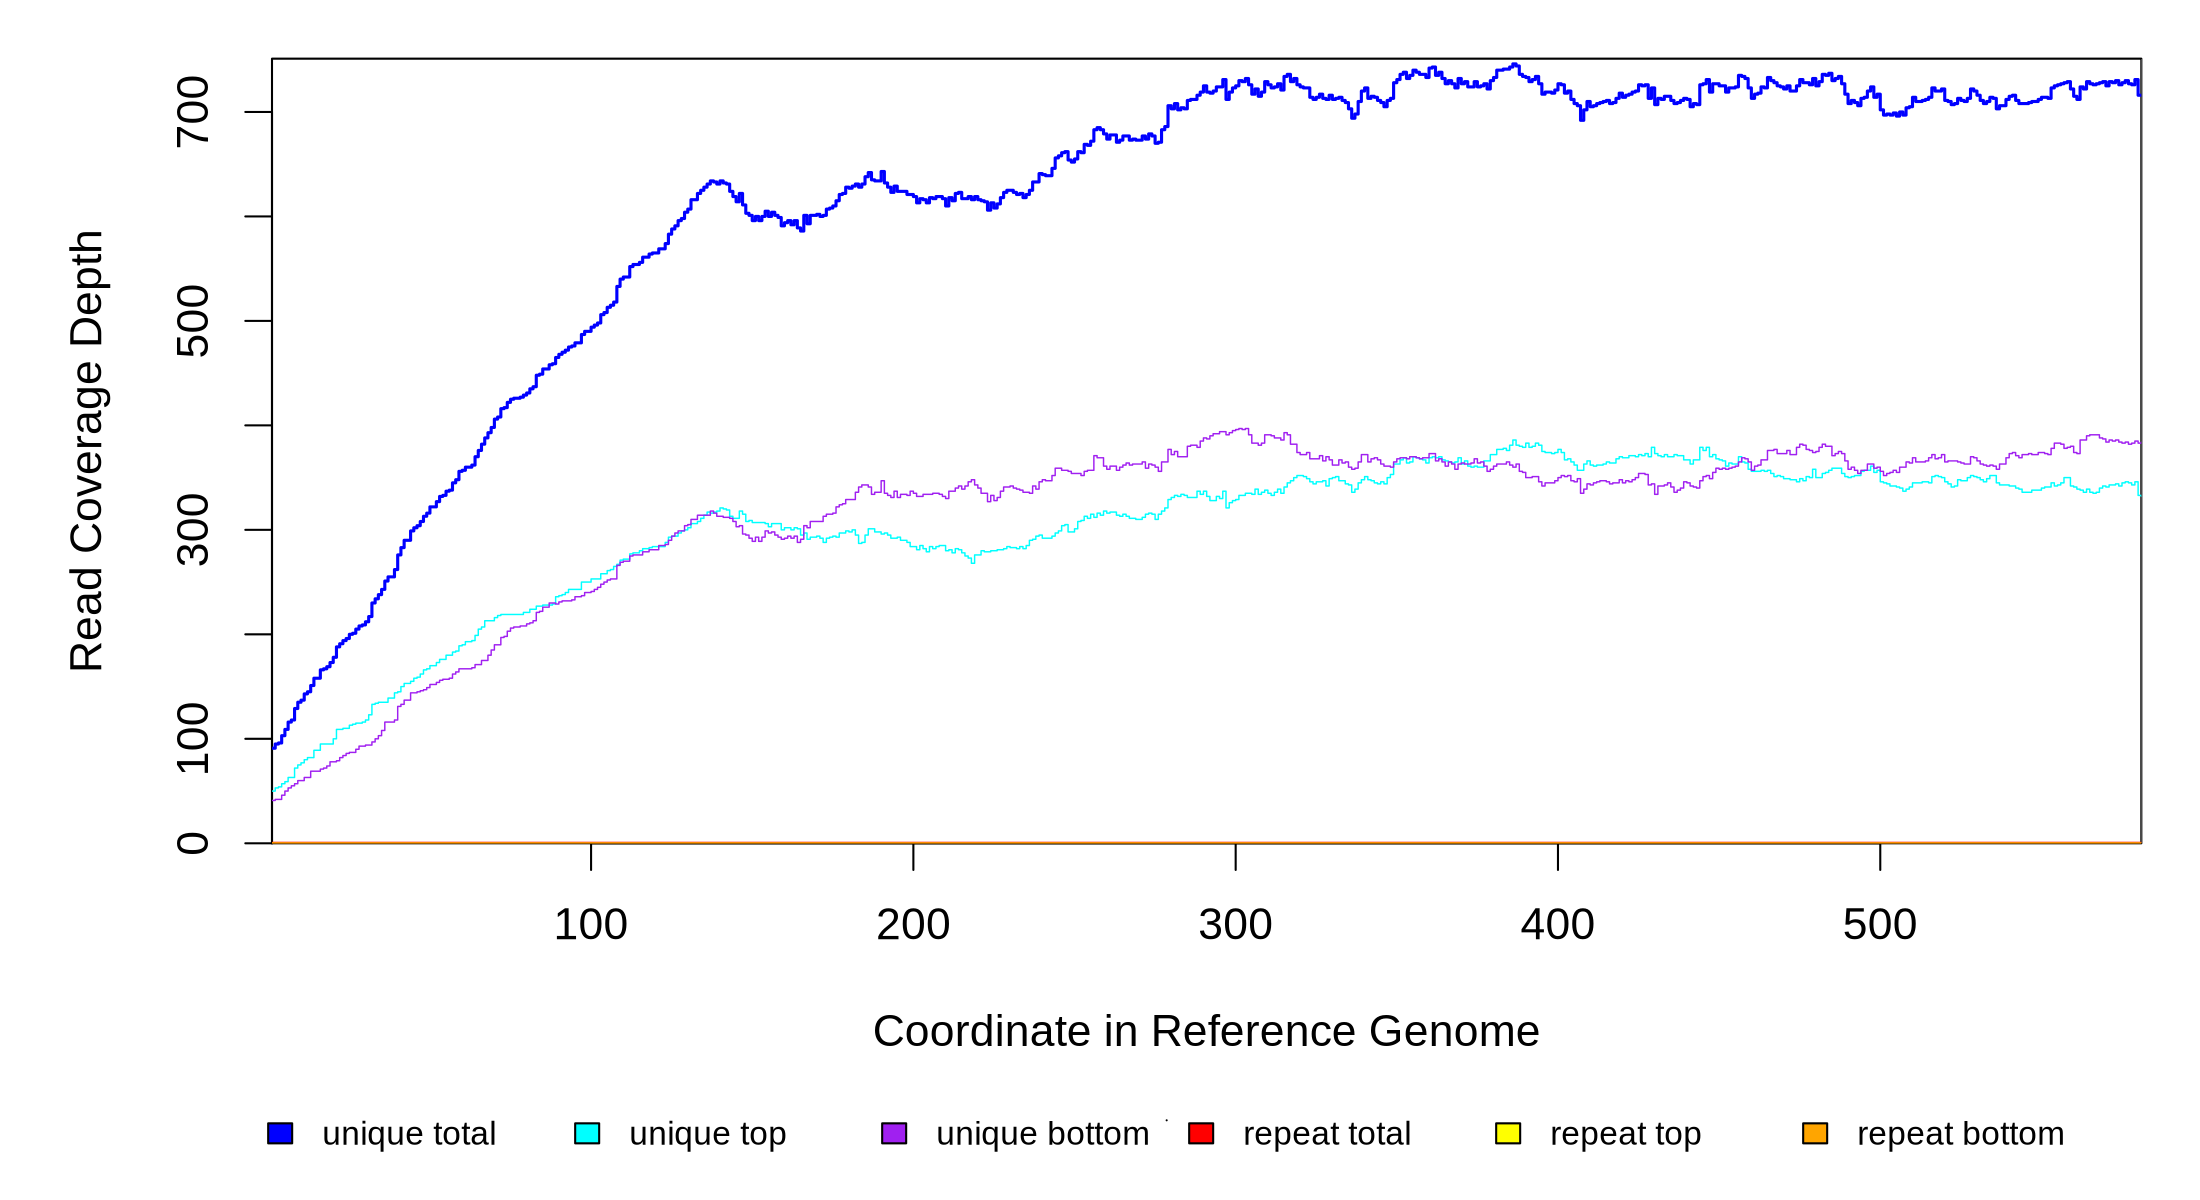 700
500
300
100
0
Read Coverage Depth
100 200 300 400 500
Coordinate in Reference Genome
unique total unique top unique bottom repeat total repeat top repeat bottom